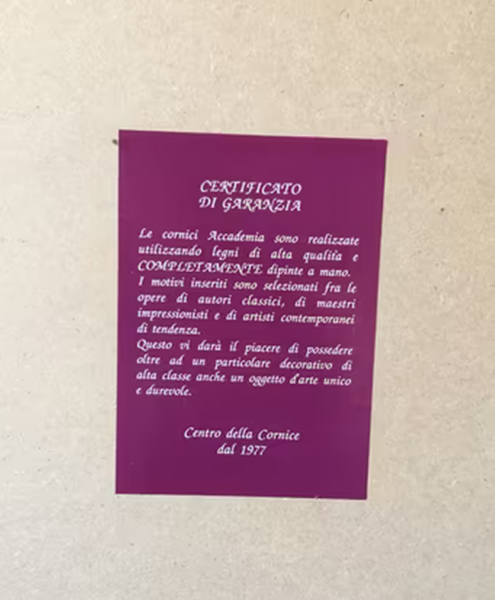 CERTIFICATO
DI GARANZIA
Le cornici Accademia sono realizzate
utilizzando legni di alta qualità e
COMPLETAMENTE dipinte a mano.
I motivi inseriti sono selezionati fra le
opere di autori classici, di maestri
impressionisti e di artisti contemporanei
di tendenza.
Questo vi darà il piacere di possedere
oltre ad un particolare decorativo di
alta classe anche un oggetto d'arte unico
e durevole.
Centro della Cornice
dal 1977